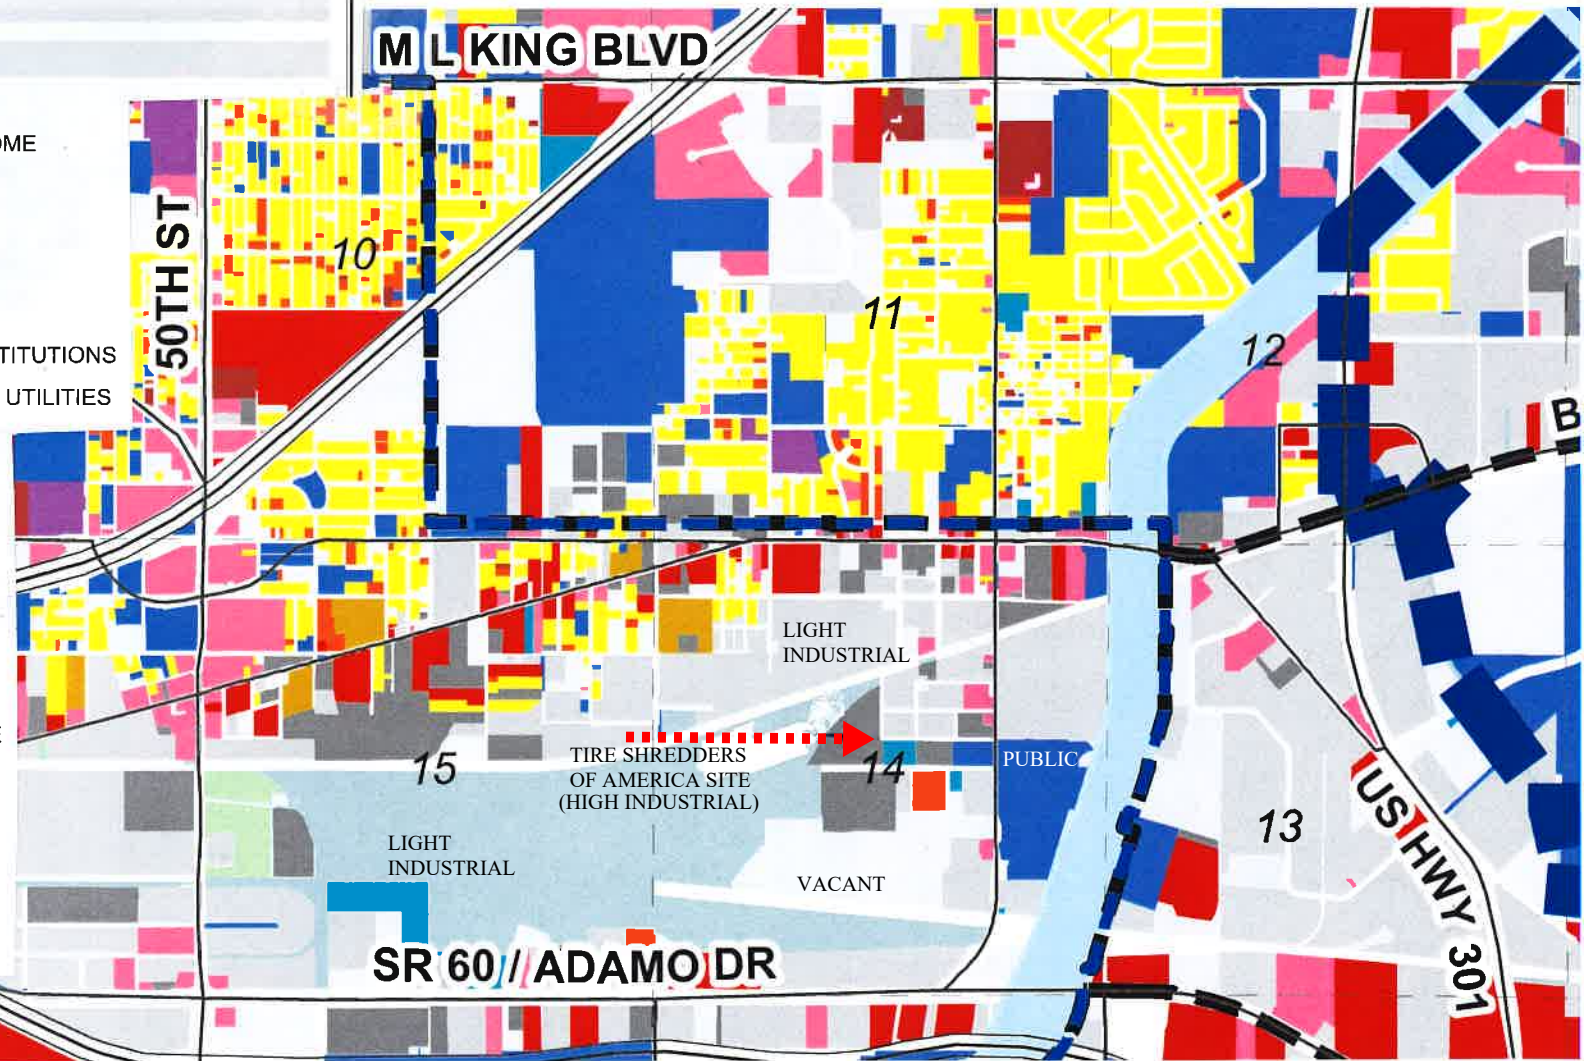 M L KING BLVD
OME
50TH ST
10
11
12
TITUTIONS
UTILITIES
B
LIGHT
INDUSTRIAL
E
15
TIRE SHREDDERS
OF AMERICA SITE
(HIGH INDUSTRIAL)
14
PUBLIC
13
US HWY 301
LIGHT
INDUSTRIAL
VACANT
SR 60 / ADAMO DR